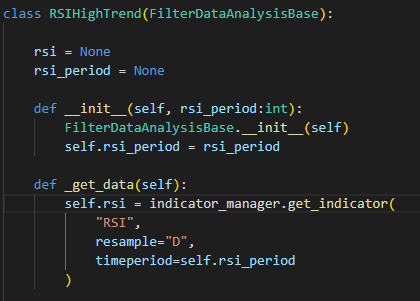 class RSIHighTrend(FilterDataAnalysisBase):
rsi = None
rsi_period = None
def __init__(self, rsi_period:int):
FilterDataAnalysisBase.__init__(self)
self.rsi_period = rsi_period
def _get_data(self):
self.rsi = indicator_manager.get_indicator(
"RSI",
resample="D",
timeperiod=self.rsi_period
)